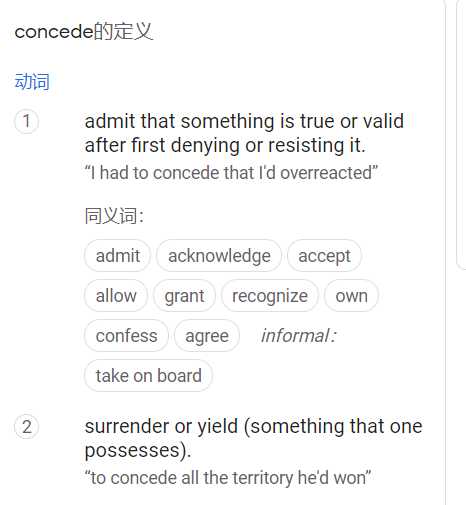 concede的定义
动词
1
admit that something is true or valid
after first denying or resisting it.
“I had to concede that I'd overreacted”
同义词：
admit acknowledge accept
allow grant recognize own
confess agree informal：
take on board
2
surrender or yield (something that one
possesses).
“to concede all the territory he'd won”